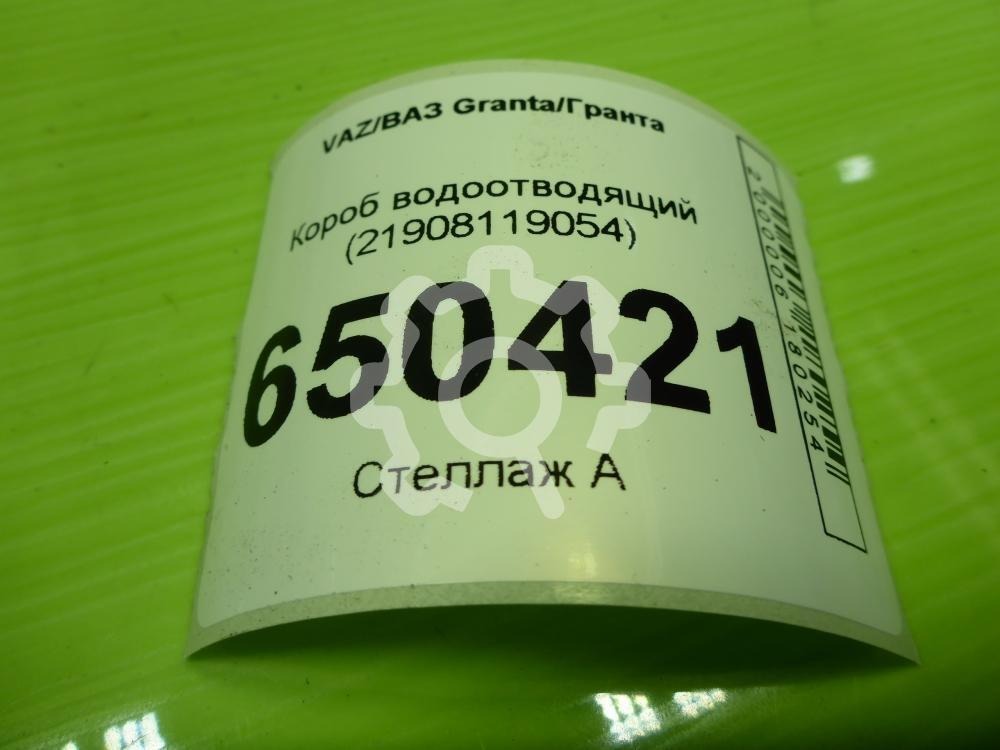 VAZ/ВАЗ Granta/Гранта
Короб водоотводящий
(21908119054)
650421
Стеллаж А
2000006180254